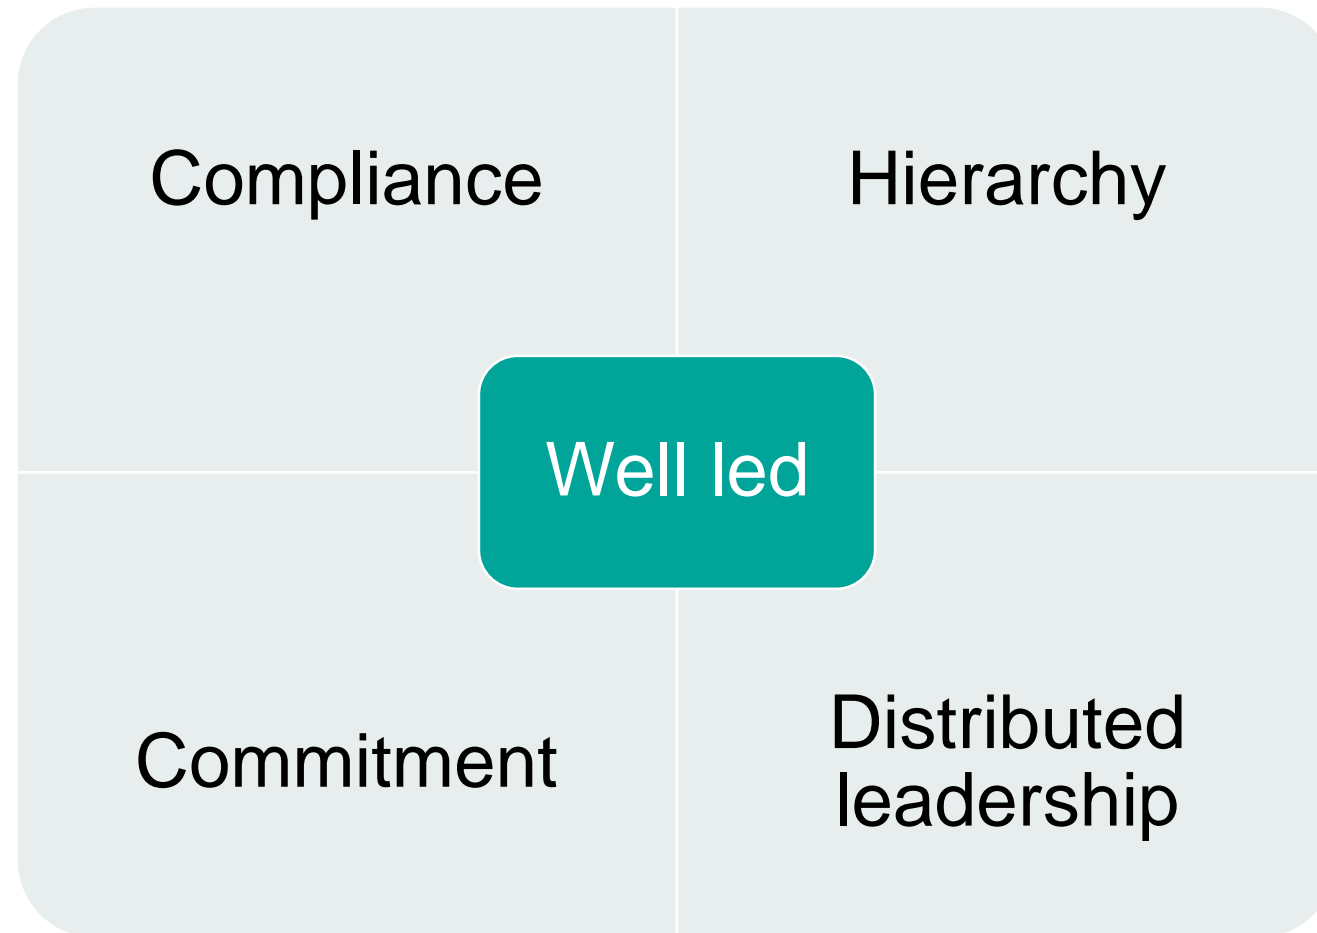 Compliance
Hierarchy
Well led
Commitment
Distributed
leadership